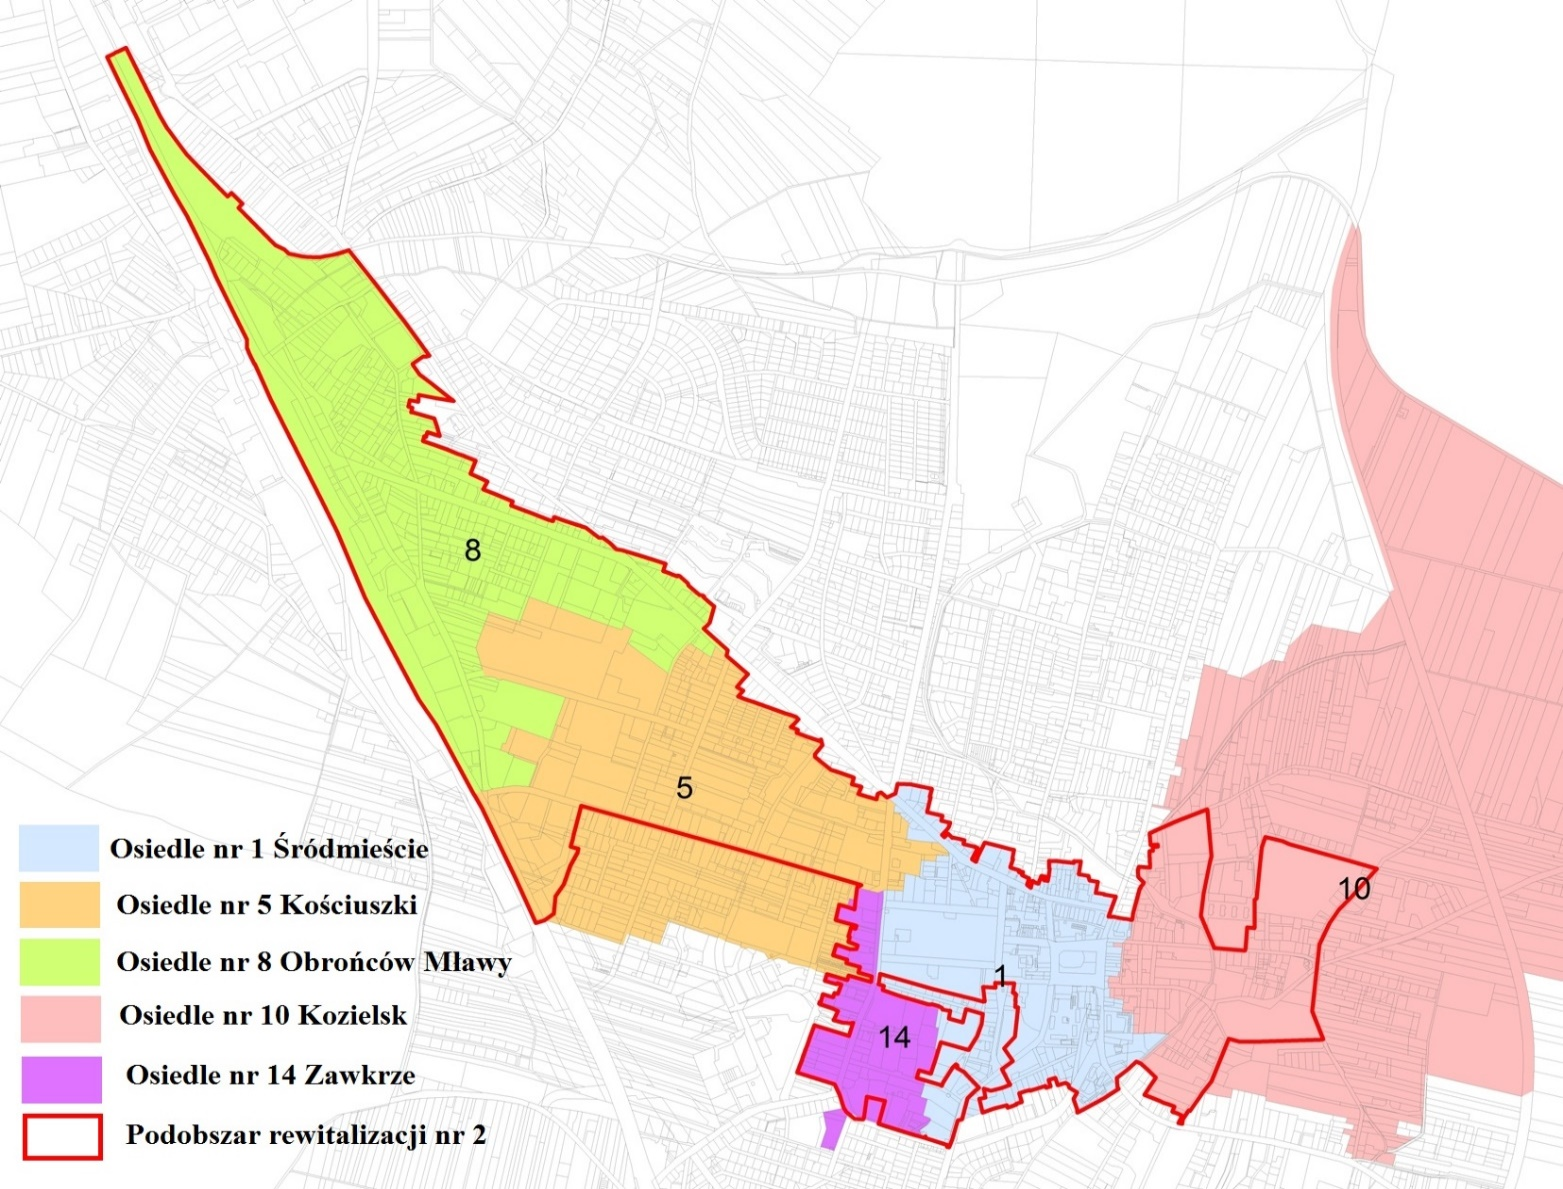 8
5
10
1
14
Osiedle nr 1 Śródmieście
Osiedle nr 5 Kościuszki
Osiedle nr 8 Obrońców Mławy
Osiedle nr 10 Kozielsk
Osiedle nr 14 Zawkrze
Podobszar rewitalizacji nr 2